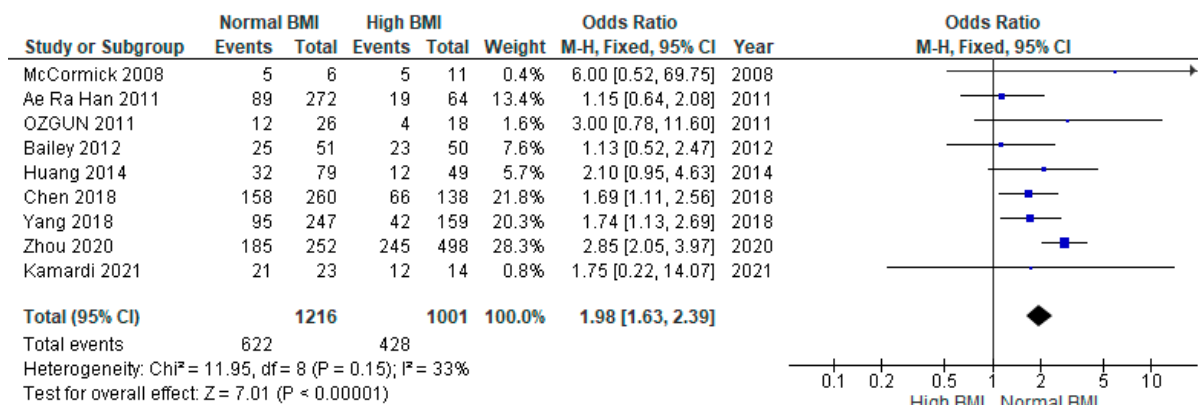 Normal BMI High BMI Odds Ratio Odds Ratio
Study or Subgroup Events Total Events Total Weight M-H, Fixed, 95% CI Year M-H, Fixed, 95% CI
McCormick 2008 5 6 5 11 0.4% 6.00 [0.52, 69.75] 2008
Ae Ra Han 2011 89 272 19 64 13.4% 1.15 [0.64, 2.08] 2011
OZGUN 2011 12 26 4 18 1.6% 3.00 [0.78, 11.60] 2011
Bailey 2012 25 51 23 50 7.6% 1.13 [0.52, 2.47] 2012
Huang 2014 32 79 12 49 5.7% 2.10 [0.95, 4.63] 2014
Chen 2018 158 260 66 138 21.8% 1.69 [1.11, 2.56] 2018
Yang 2018 95 247 42 159 20.3% 1.74 [1.13, 2.69] 2018
Zhou 2020 185 252 245 498 28.3% 2.85 [2.05, 3.97] 2020
Kamardi 2021 21 23 12 14 0.8% 1.75 [0.22, 14.07] 2021
Total (95% CI) 1216 1001 100.0% 1.98 [1.63, 2.39]
Total events 622 428
Heterogeneity: Chi² = 11.95, df = 8 (P = 0.15); I² = 33%
Test for overall effect: Z = 7.01 (P < 0.00001)
0.1 0.2 0.5 1 2 5 10
High BMI Normal BMI